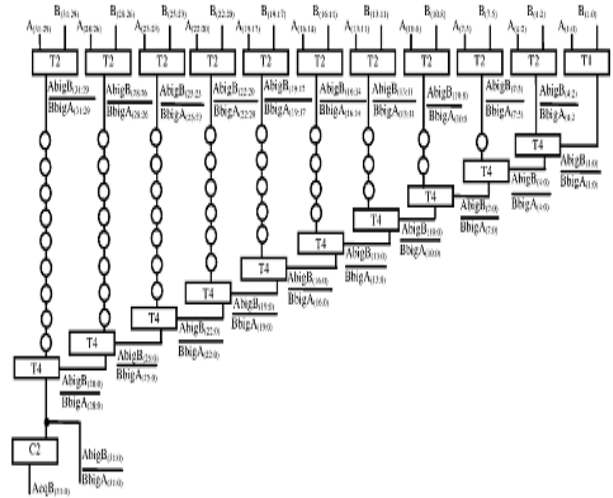 B(31:29) B(28:26) B(25:23) B(22:20) B(19:17) B(16:14) B(13:11) B(10:8) B(7:5) B(4:2) B(1:0)
A(31:29) A(28:26) A(25:23) A(22:20) A(19:17) A(16:14) A(13:11) A(10:8) A(7:5) A(4:2) A(1:0)
T2 T2 T2 T2 T2 T2 T2 T2 T2 T2 T4
AbigB(31:29) AbigB(28:26) AbigB(25:23) AbigB(22:20) AbigB(19:17) AbigB(16:14) AbigB(13:11) AbigB(10:8) AbigB(7:5) AbigB(4:2)
BbigA(31:29) BbigA(28:26) BbigA(25:23) BbigA(22:20) BbigA(19:17) BbigA(16:14) BbigA(13:11) BbigA(7:5)
AbigB(1:0)
BbigA(1:0)
T4
T4
AbigB(4:0)
BbigA(4:0)
T4
AbigB(7:0)
BbigA(7:0)
T4
AbigB(10:0)
BbigA(10:0)
T4
AbigB(13:0)
T4
AbigB(16:0)
BbigA(16:0)
T4
AbigB(19:0)
BbigA(19:0)
T4
AbigB(22:0)
BbigA(22:0)
T4
AbigB(25:0)
BbigA(25:0)
T4
AbigB(28:0)
BbigA(28:0)
C2
AbigB(31:0)
BbigA(31:0)
AeqB(31:0)